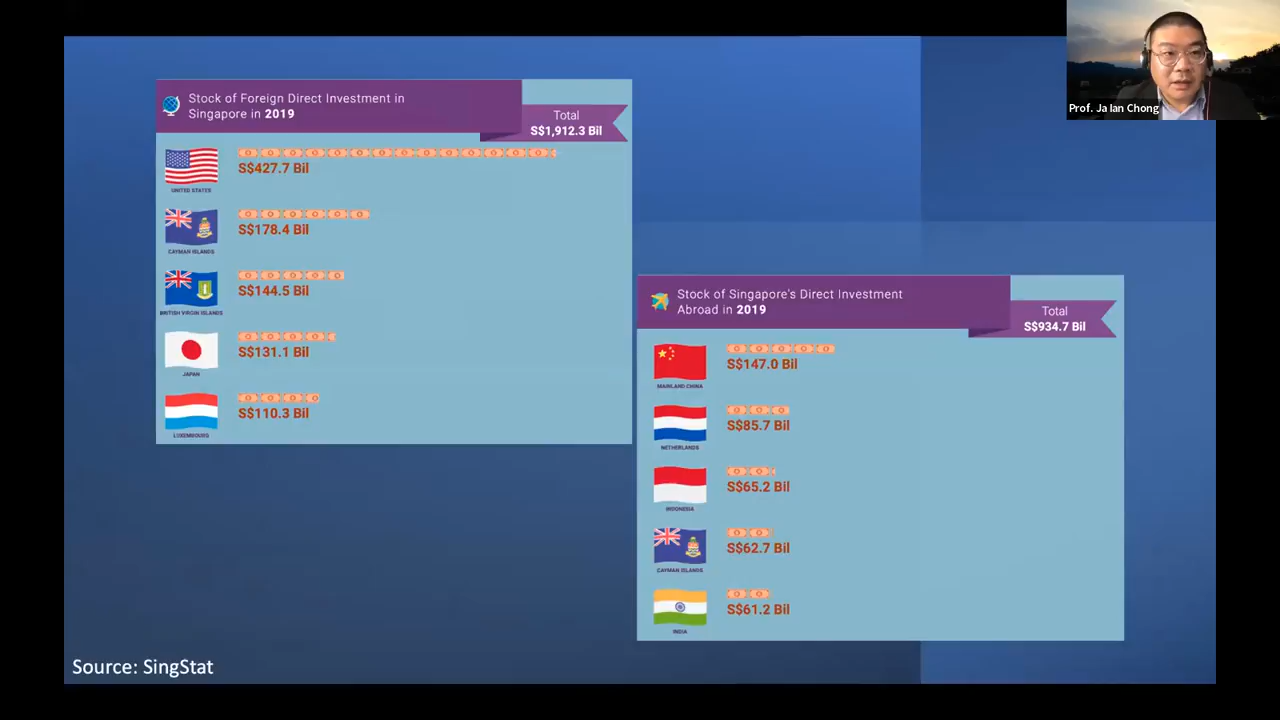 Prof. Ja Ian Chong
Stock of Foreign Direct Investment in
Singapore in 2019
Total
S$1,912.3 Bil
UNITED STATES
S$427.7 Bil
CAYMAN ISLANDS
S$178.4 Bil
BRITISH VIRGIN ISLANDS
S$144.5 Bil
JAPAN
S$131.1 Bil
LUXEMBOURG
S$110.3 Bil
Stock of Singapore's Direct Investment
Abroad in 2019
Total
S$934.7 Bil
MAINLAND CHINA
S$147.0 Bil
NETHERLANDS
S$85.7 Bil
INDONESIA
S$65.2 Bil
CAYMAN ISLANDS
S$62.7 Bil
INDIA
S$61.2 Bil
Source: SingStat